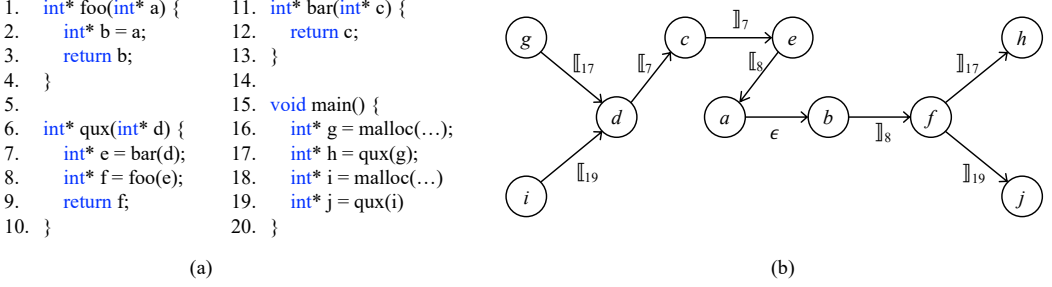 1. int* foo(int* a) {
2. int* b = a;
3. return b;
4. }
5.
6. int* qux(int* d) {
7. int* e = bar(d);
8. int* f = foo(e);
9. return f;
10. }
11. int* bar(int* c) {
12. return c;
13. }
14.
15. void main() {
16. int* g = malloc(…);
17. int* h = qux(g);
18. int* i = malloc(…)
19. int* j = qux(i)
20. }
(a)
g
c
⟧₇
e
h
⟦₁₇
⟦₇
⟦₈
⟧₁₇
d
a
ϵ
b
⟧₈
f
⟦₁₉
⟧₁₉
i
j
(b)